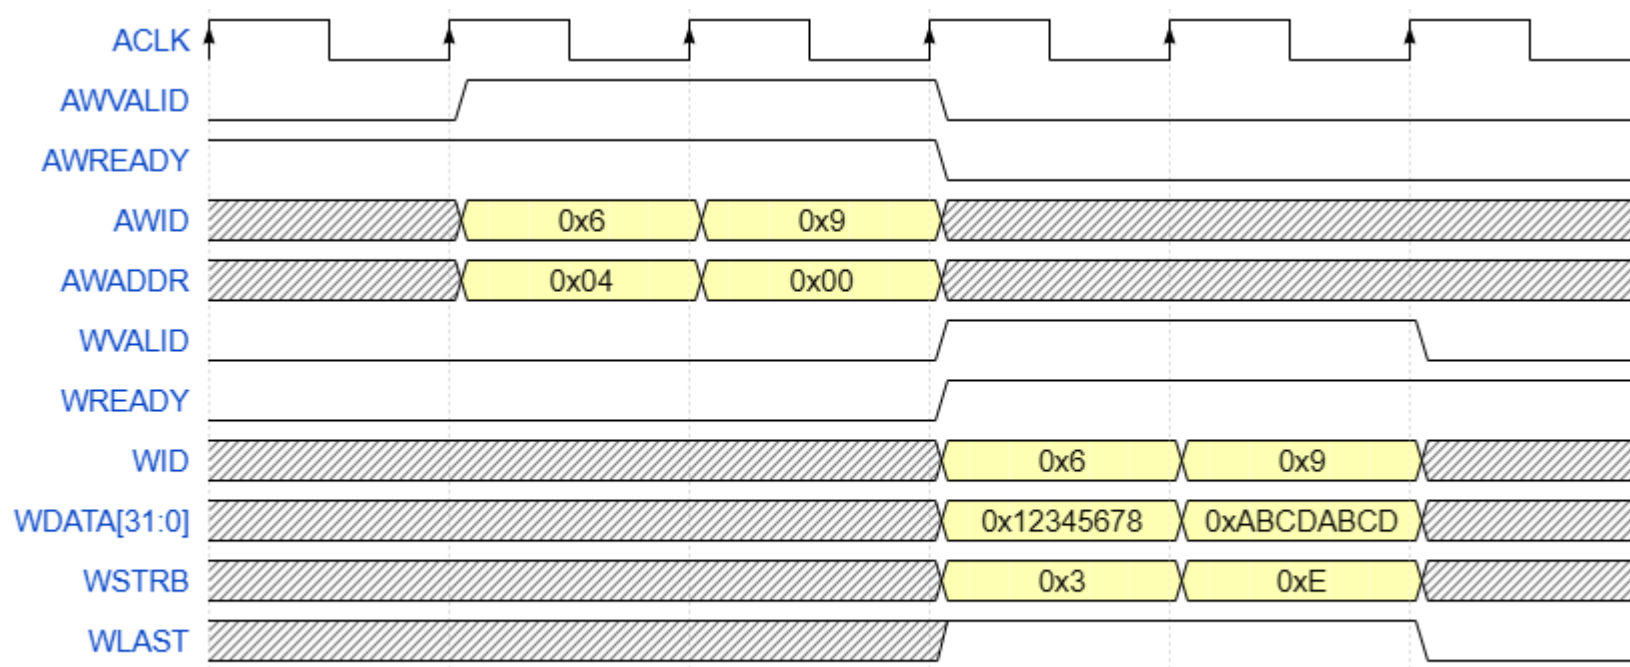 ACLK
AWVALID
AWREADY
AWID 0x6 0x9
AWADDR 0x04 0x00
WVALID
WREADY
WID 0x6 0x9
WDATA[31:0] 0x12345678 0xABCDABCD
WSTRB 0x3 0xE
WLAST